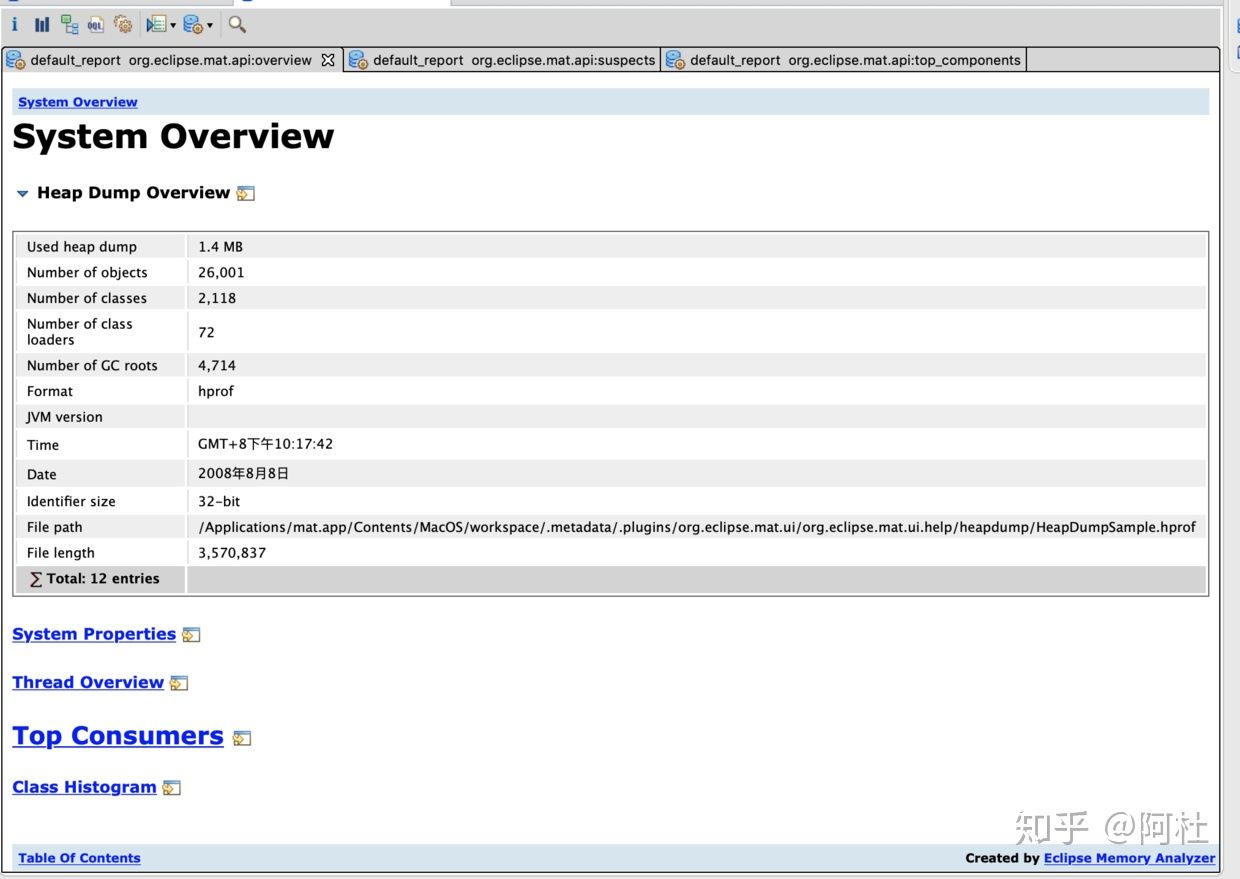 default_report org.eclipse.mat.api:overview
default_report org.eclipse.mat.api:suspects
default_report org.eclipse.mat.api:top_components
System Overview
System Overview
Heap Dump Overview
Used heap dump 1.4 MB
Number of objects 26,001
Number of classes 2,118
Number of class
loaders 72
Number of GC roots 4,714
Format hprof
JVM version
Time GMT+8下午10:17:42
Date 2008年8月8日
Identifier size 32-bit
File path /Applications/mat.app/Contents/MacOS/workspace/.metadata/.plugins/org.eclipse.mat.ui/org.eclipse.mat.ui.help/heapdump/HeapDumpSample.hprof
File length 3,570,837
∑ Total: 12 entries
System Properties
Thread Overview
Top Consumers
Class Histogram
知乎 @阿杜
Table Of Contents
Created by Eclipse Memory Analyzer